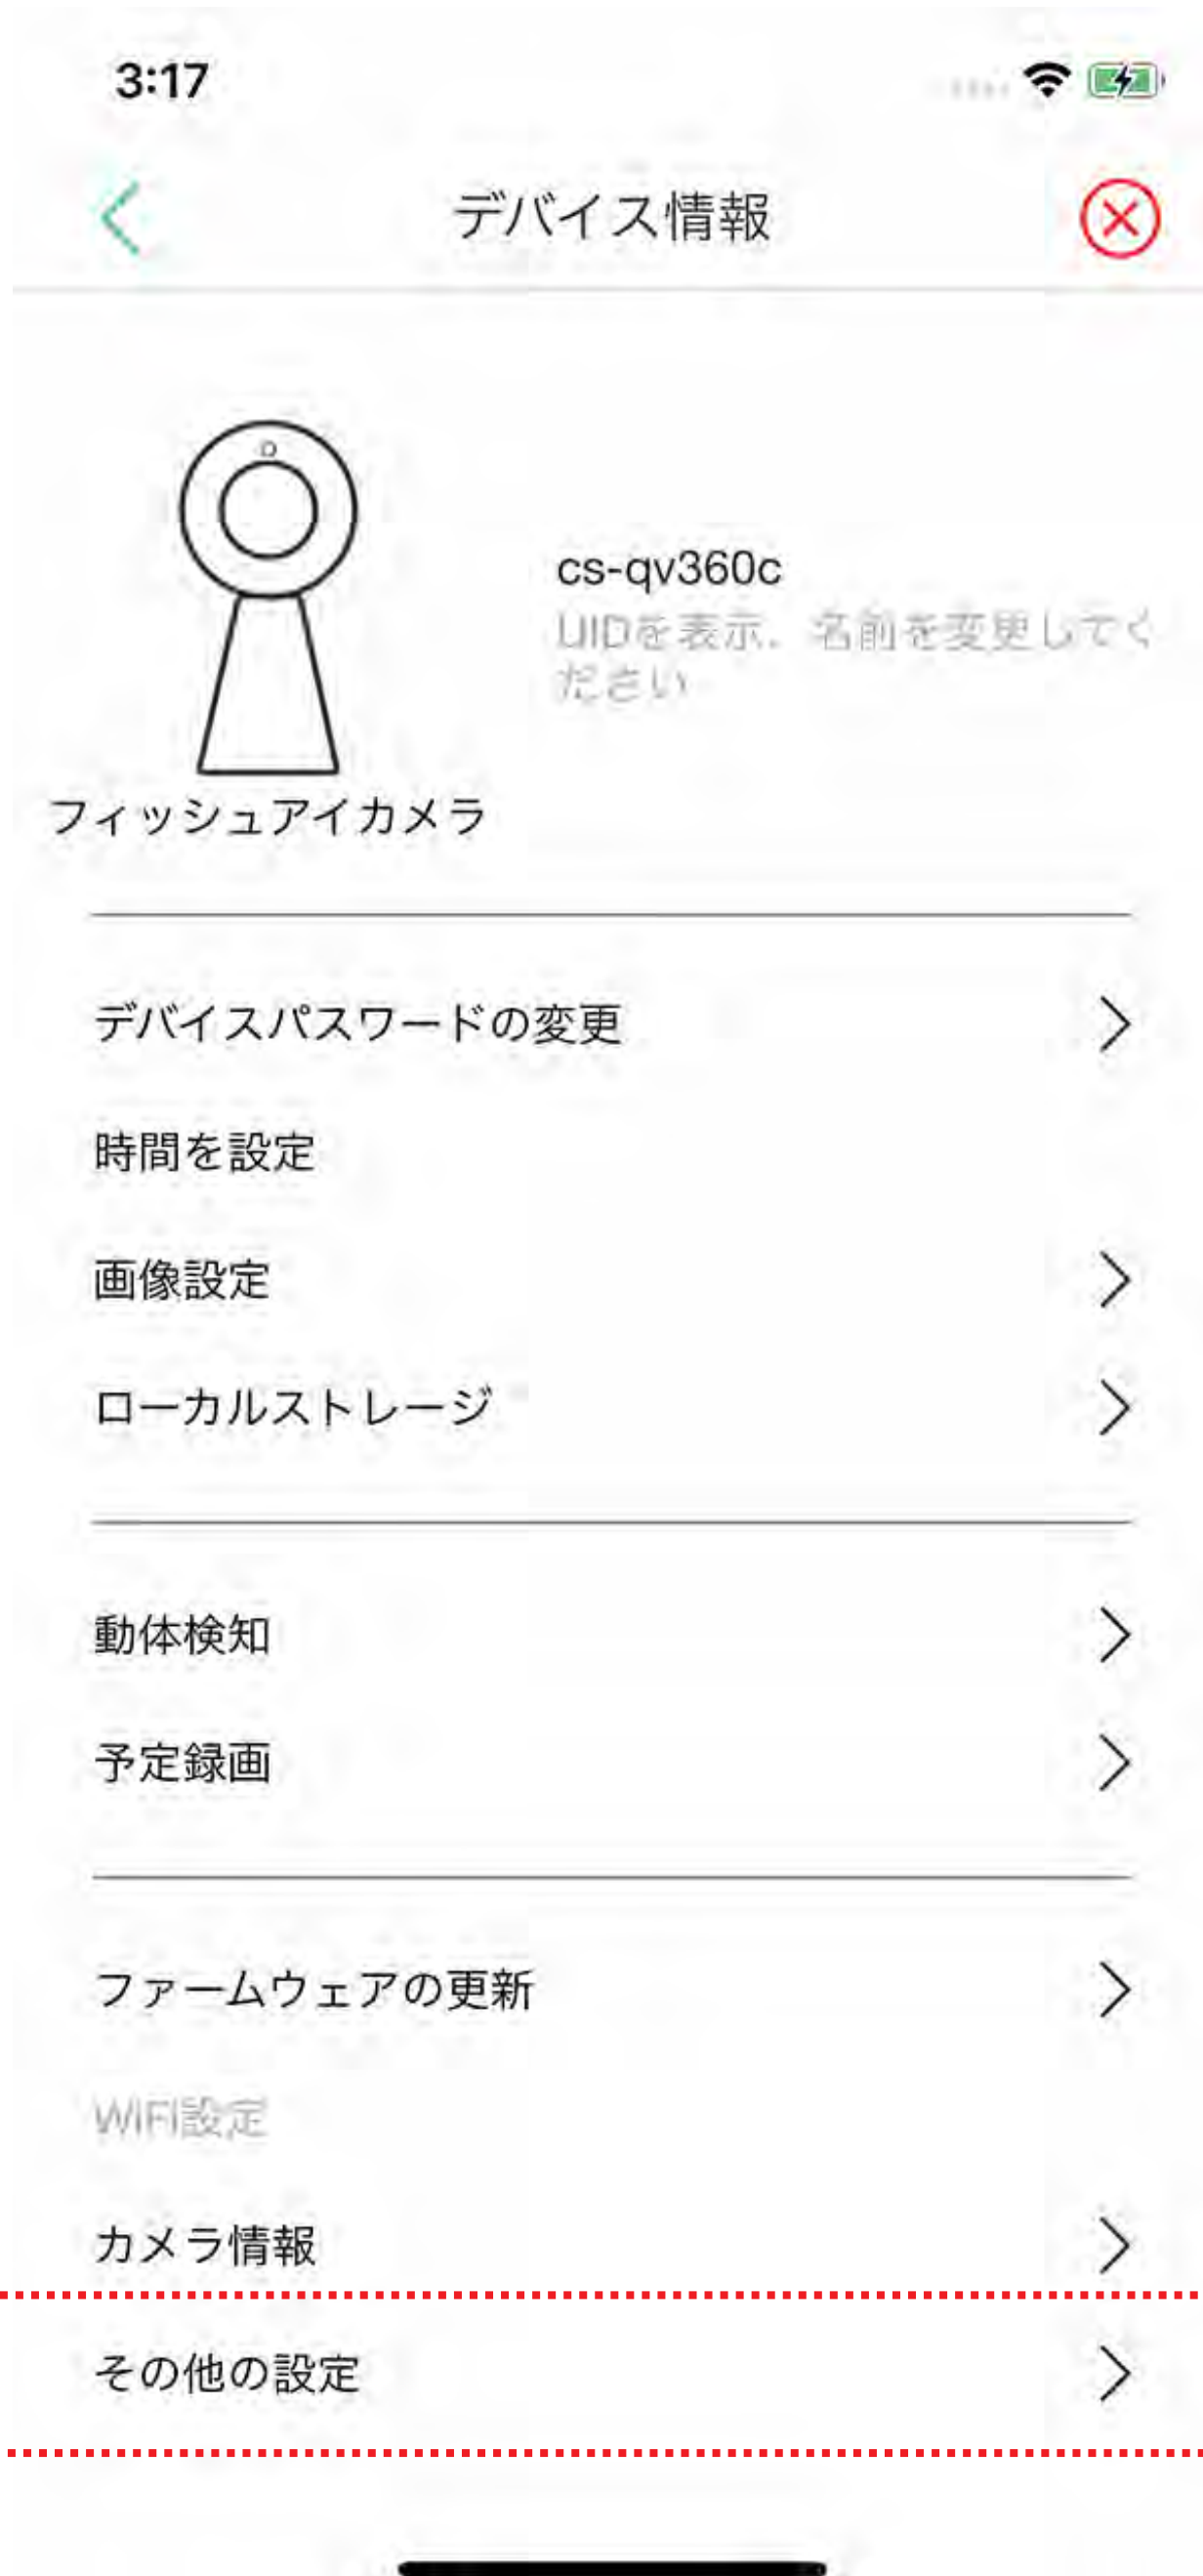 3:17
デバイス情報
cs-qv360c
UIDを表示、名前を変更してく
ださい
フィッシュアイカメラ
デバイスパスワードの変更
時間を設定
画像設定
ローカルストレージ
動体検知
予定録画
ファームウェアの更新
WIFI設定
カメラ情報
その他の設定